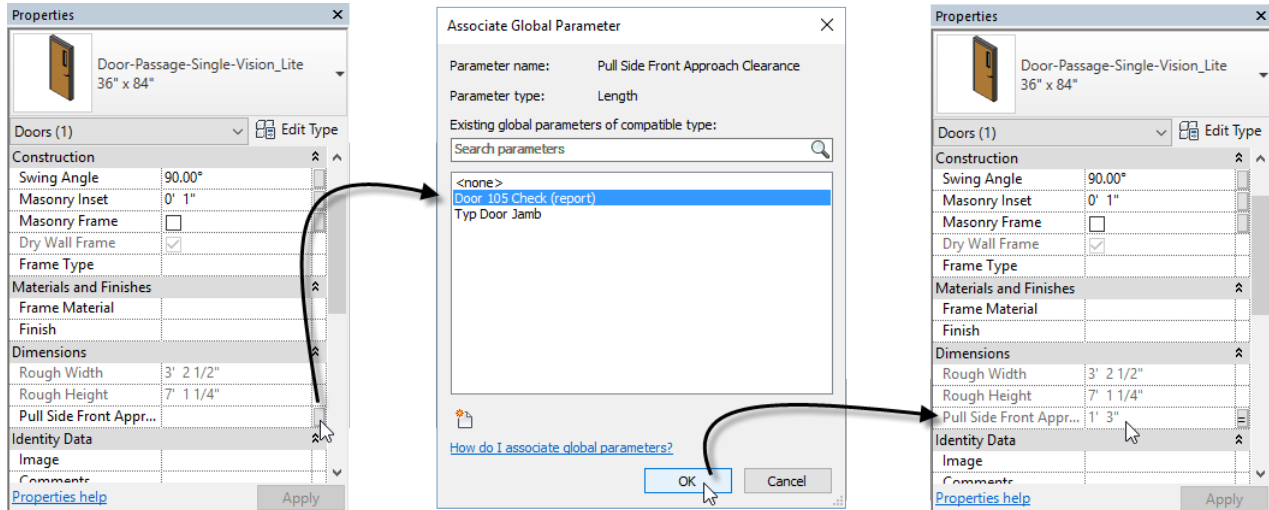 Properties
Door-Passage-Single-Vision_Lite
36" x 84"
Doors (1) Edit Type
Construction
Swing Angle 90.00°
Masonry Inset 0' 1"
Masonry Frame
Dry Wall Frame
Frame Type
Materials and Finishes
Frame Material
Finish
Dimensions
Rough Width 3' 2 1/2"
Rough Height 7' 1 1/4"
Pull Side Front Appr...
Identity Data
Image
Comments
Properties help Apply
Associate Global Parameter
Parameter name: Pull Side Front Approach Clearance
Parameter type: Length
Existing global parameters of compatible type:
Search parameters
<none>
Door 105 Check (report)
Typ Door Jamb
How do I associate global parameters?
OK Cancel
Properties
Door-Passage-Single-Vision_Lite
36" x 84"
Doors (1) Edit Type
Construction
Swing Angle 90.00°
Masonry Inset 0' 1"
Masonry Frame
Dry Wall Frame
Frame Type
Materials and Finishes
Frame Material
Finish
Dimensions
Rough Width 3' 2 1/2"
Rough Height 7' 1 1/4"
Pull Side Front Appr... 1' 3" =
Identity Data
Image
Comments
Properties help Apply